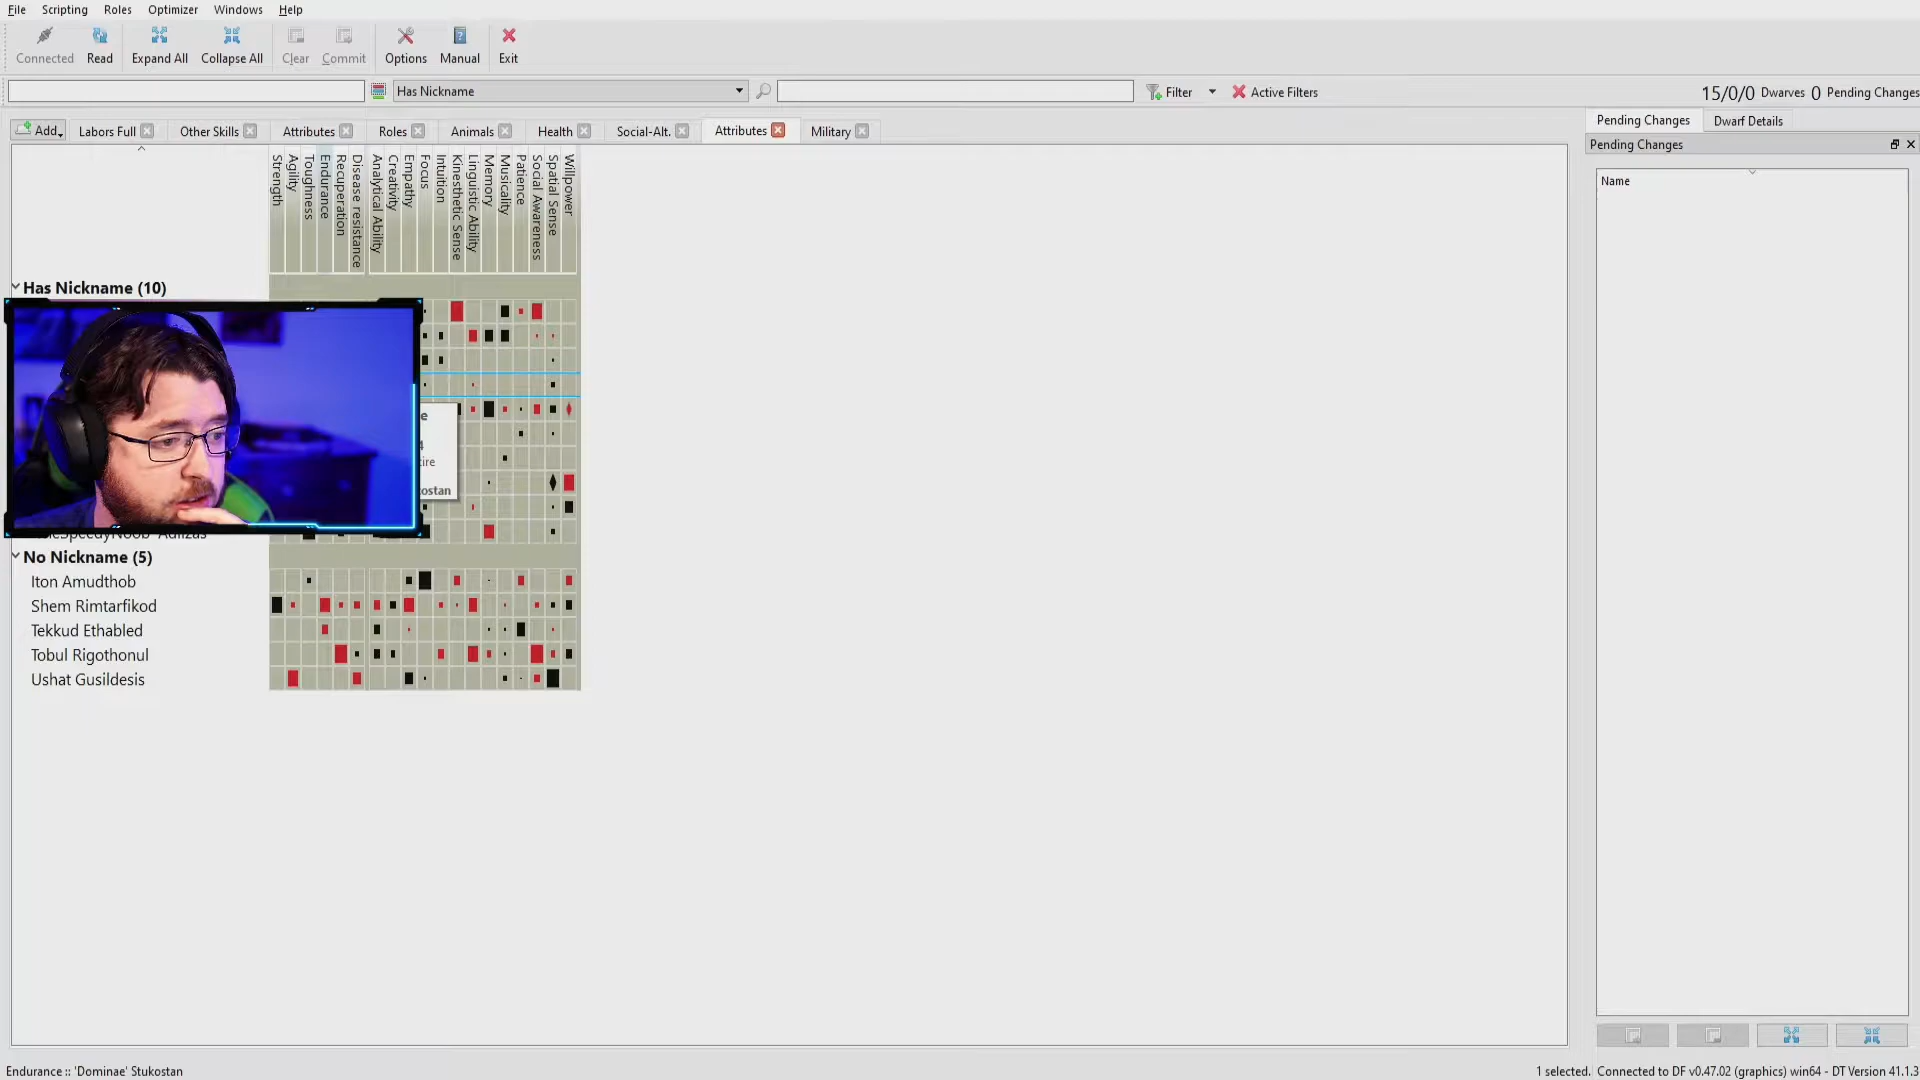 File Scripting Roles Optimizer Windows Help
Connected Read Expand All Collapse All Clear Commit Options Manual Exit
Has Nickname Filter Active Filters 15/0/0 Dwarves 0 Pending Changes
Add Labors Full Other Skills Attributes Roles Animals Health Social-Alt. Attributes Military
Pending Changes Dwarf Details
Pending Changes
Name
Strength
Agility
Toughness
Endurance
Recuperation
Disease resistance
Analytical Ability
Creativity
Empathy
Focus
Intuition
Kinesthetic Sense
Linguistic Ability
Memory
Musicality
Patience
Social Awareness
Spatial Sense
Willpower
Has Nickname (10)
No Nickname (5)
Iton Amudthob
Shem Rimtarfikod
Tekkud Ethabled
Tobul Rigothonul
Ushat Gusildesis
Endurance :: 'Dominae' Stukostan
1 selected. Connected to DF v0.47.02 (graphics) win64 - DT Version 41.1.3